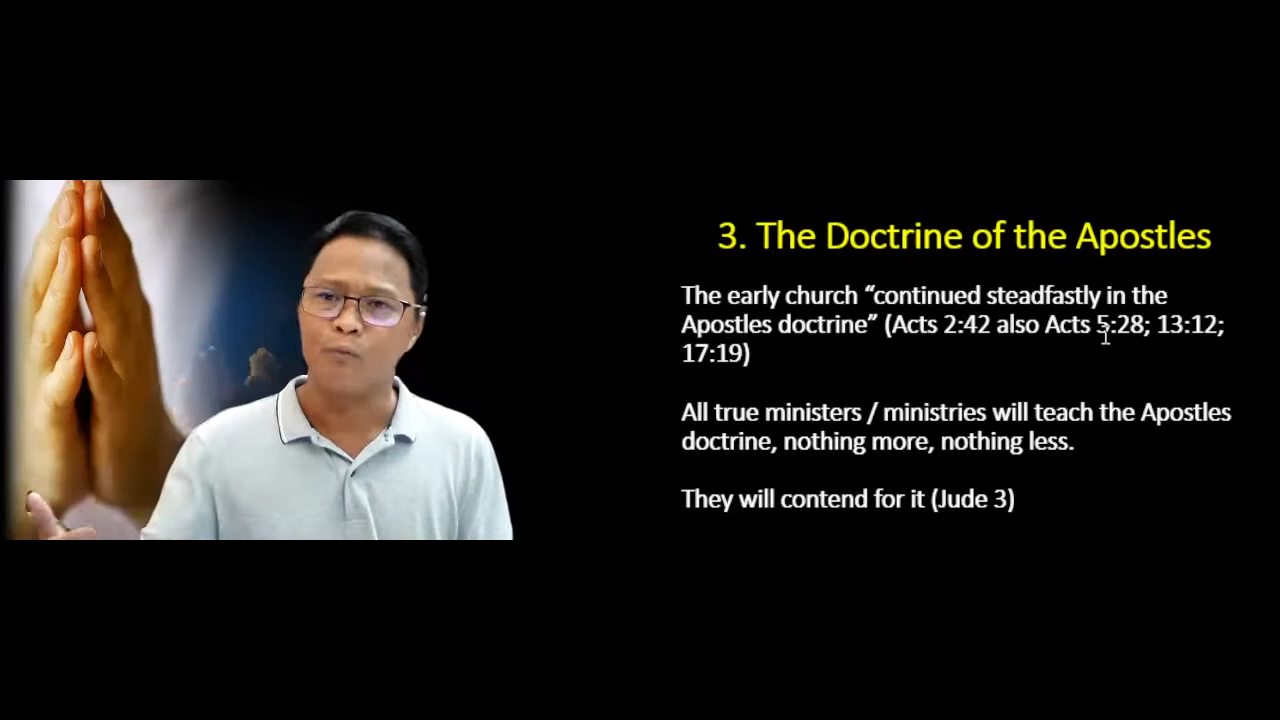 3. The Doctrine of the Apostles
The early church “continued steadfastly in the
Apostles doctrine” (Acts 2:42 also Acts 5:28; 13:12;
17:19)
All true ministers / ministries will teach the Apostles
doctrine, nothing more, nothing less.
They will contend for it (Jude 3)